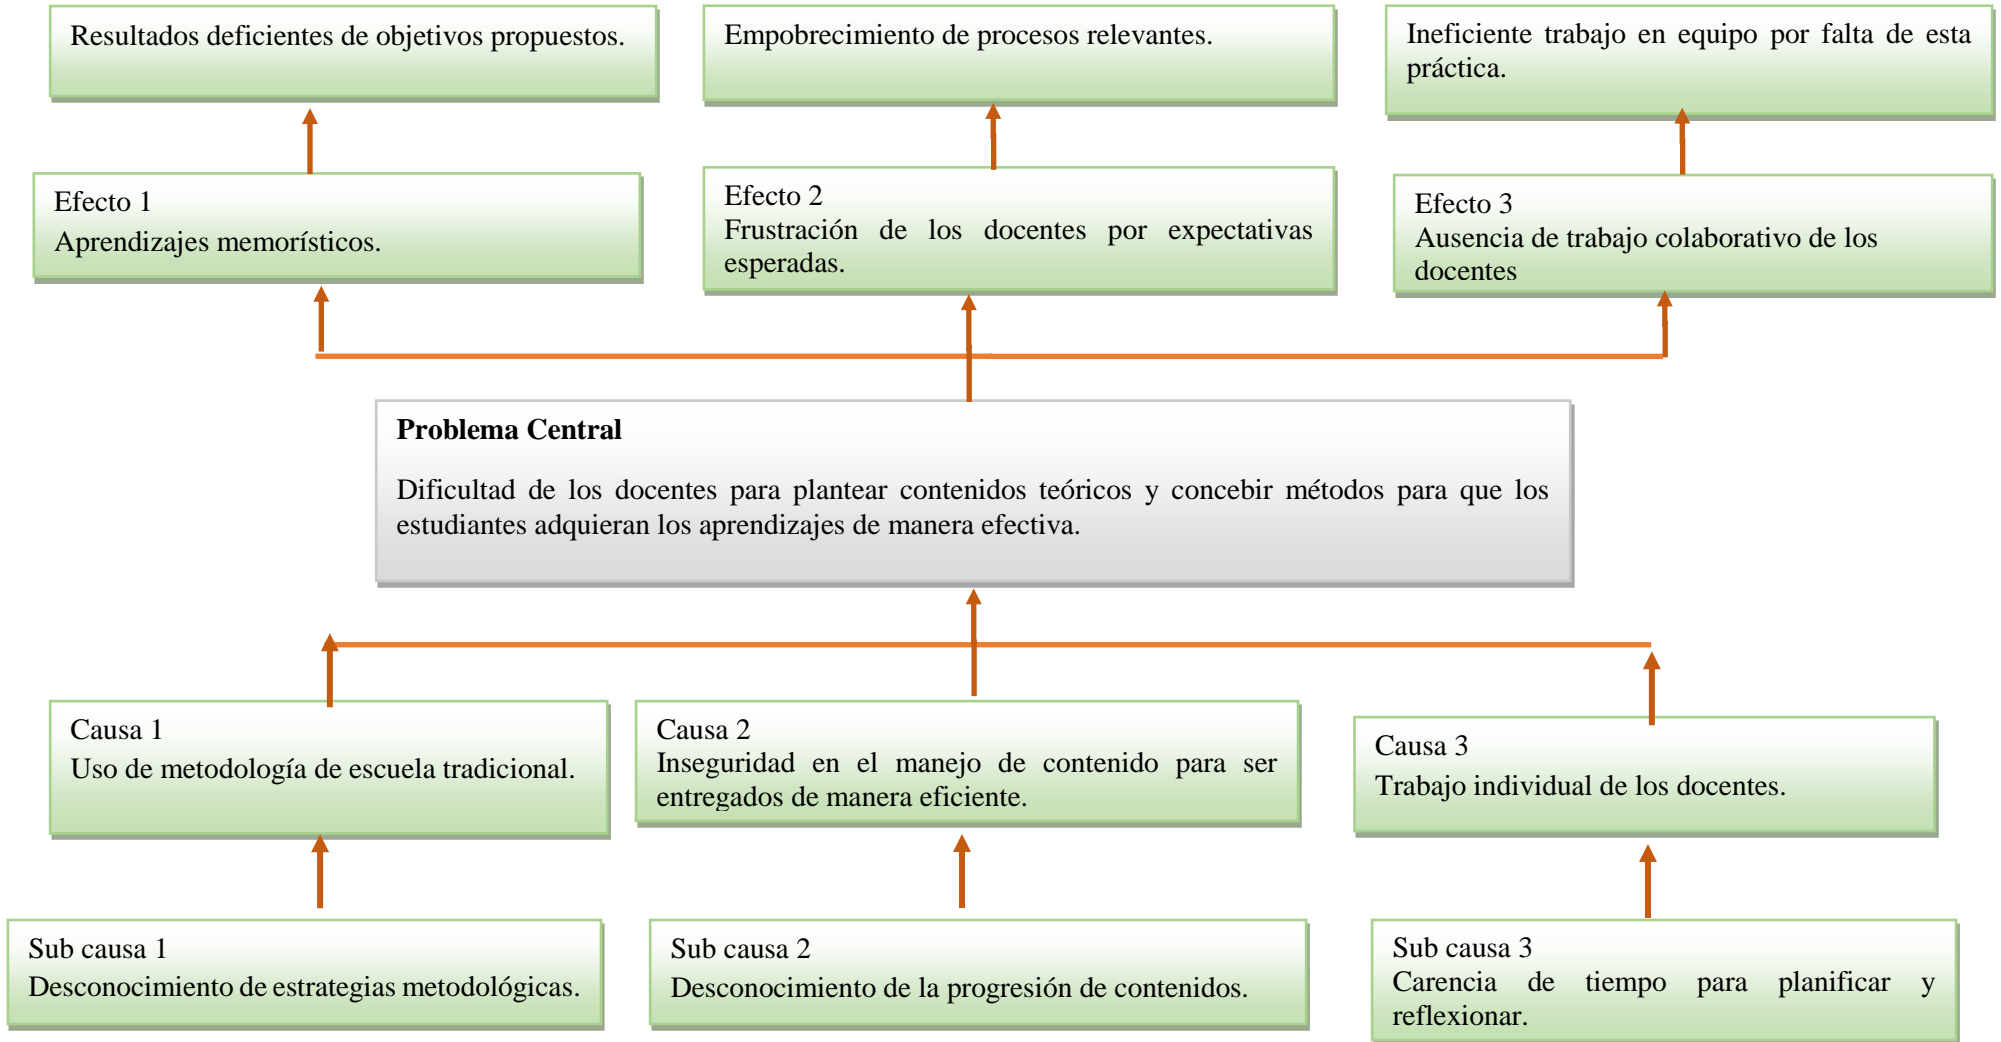 Resultados deficientes de objetivos propuestos.
Empobrecimiento de procesos relevantes.
Ineficiente trabajo en equipo por falta de esta
práctica.
Efecto 1
Aprendizajes memorísticos.
Efecto 2
Frustración de los docentes por expectativas
esperadas.
Efecto 3
Ausencia de trabajo colaborativo de los
docentes
Problema Central
Dificultad de los docentes para plantear contenidos teóricos y concebir métodos para que los
estudiantes adquieran los aprendizajes de manera efectiva.
Causa 1
Uso de metodología de escuela tradicional.
Causa 2
Inseguridad en el manejo de contenido para ser
entregados de manera eficiente.
Causa 3
Trabajo individual de los docentes.
Sub causa 1
Desconocimiento de estrategias metodológicas.
Sub causa 2
Desconocimiento de la progresión de contenidos.
Sub causa 3
Carencia de tiempo para planificar y
reflexionar.